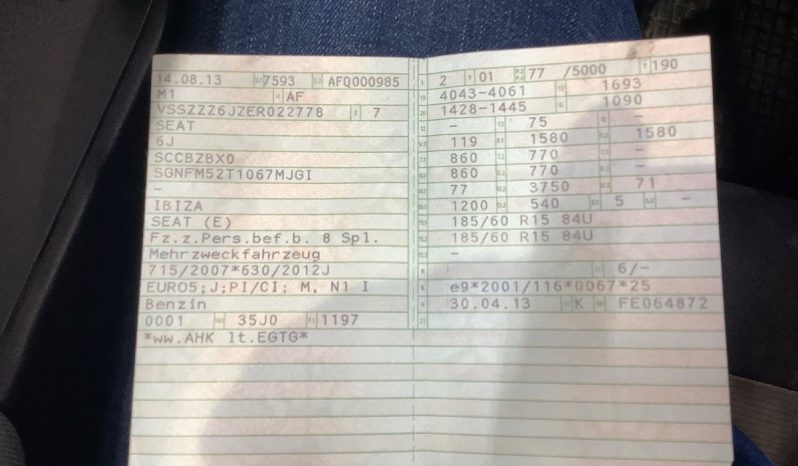 14.08.13 7593 AFQ000985
M1 AF
VSSZZZ6JZER022778 7
SEAT
6J
SCCBZBX0
SGNFM52T1067MJGI
–
IBIZA
SEAT (E)
Fz.z.Pers.bef.b. 8 Spl.
Mehrzweckfahrzeug
715/2007*630/2012J
EURO5;J;PI/CI; M, N1 I
Benzin
0001 35J0 1197
*ww.AHK lt.EGTG*
2 01 77 /5000 190
4043-4061 1693
1428-1445 1090
– 75 –
119 1580 1580
860 770 –
860 770 –
77 3750 71
1200 540 5 –
185/60 R15 84U
185/60 R15 84U
–
6/–
e9*2001/116*0067*25
30.04.13 K FE064872